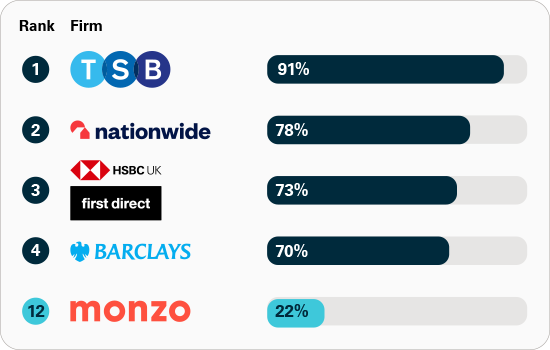 Rank Firm
1 TSB 91%
2 nationwide 78%
HSBC UK
3 first direct 73%
4 BARCLAYS 70%
12 monzo 22%